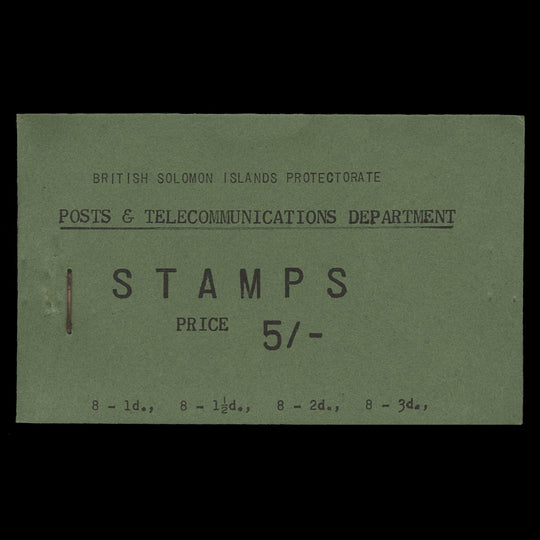 BRITISH SOLOMON ISLANDS PROTECTORATE
POSTS & TELECOMMUNICATIONS DEPARTMENT
STAMPS
PRICE 5/-
8 - 1d., 8 - 1½d., 8 - 2d., 8 - 3d.,